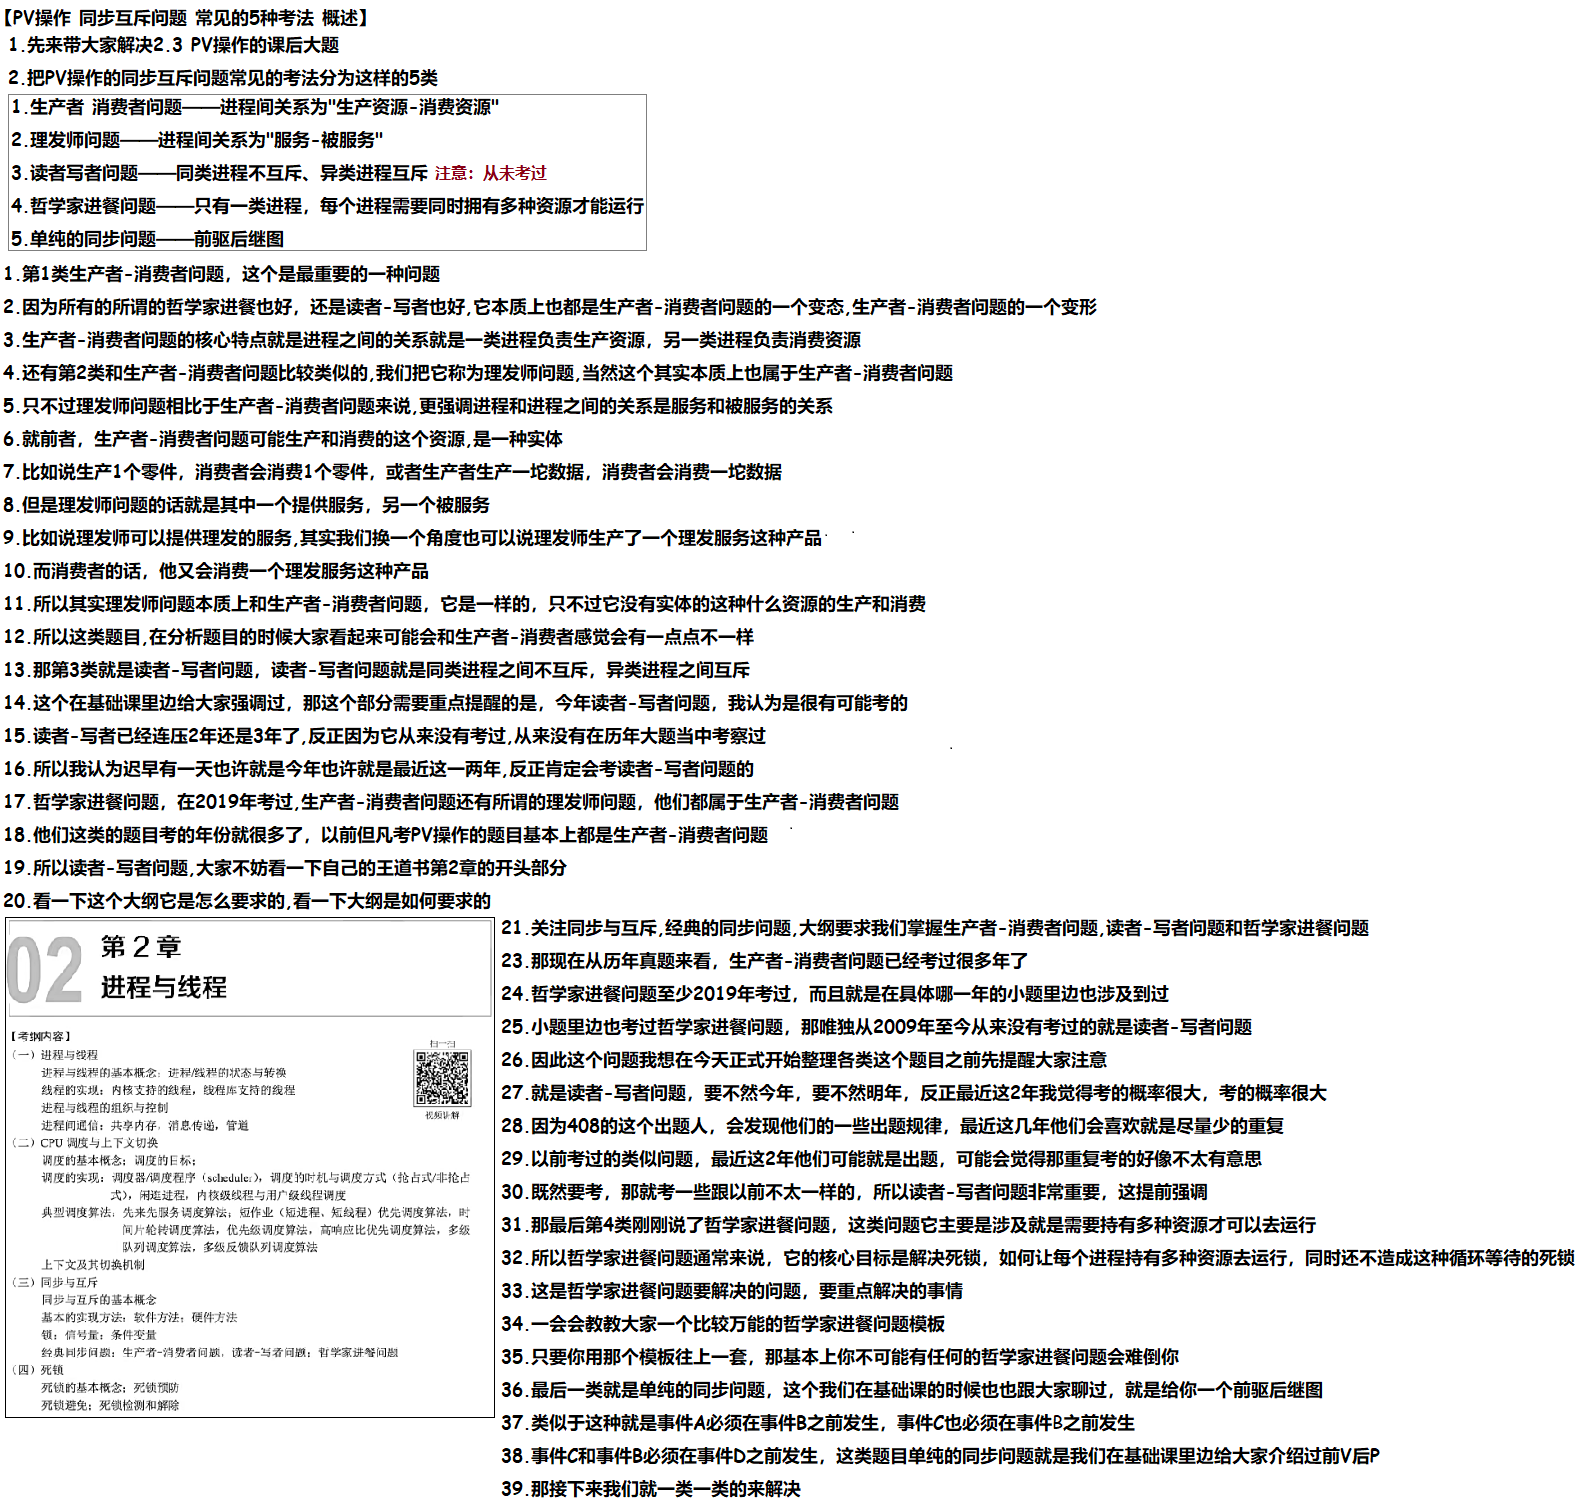 【PV操作 同步互斥问题 常见的5种考法 概述】
1.先来带大家解决2.3 PV操作的课后大题
2.把PV操作的同步互斥问题常见的考法分为这样的5类
1.生产者 消费者问题——进程间关系为"生产资源-消费资源"
2.理发师问题——进程间关系为"服务-被服务"
3.读者写者问题——同类进程不互斥、异类进程互斥 注意：从未考过
4.哲学家进餐问题——只有一类进程，每个进程需要同时拥有多种资源才能运行
5.单纯的同步问题——前驱后继图
1.第1类生产者-消费者问题，这个是最重要的一种问题
2.因为所有的所谓的哲学家进餐也好，还是读者-写者也好,它本质上也都是生产者-消费者问题的一个变态,生产者-消费者问题的一个变形
3.生产者-消费者问题的核心特点就是进程之间的关系就是一类进程负责生产资源，另一类进程负责消费资源
4.还有第2类和生产者-消费者问题比较类似的,我们把它称为理发师问题,当然这个其实本质上也属于生产者-消费者问题
5.只不过理发师问题相比于生产者-消费者问题来说,更强调进程和进程之间的关系是服务和被服务的关系
6.就前者，生产者-消费者问题可能生产和消费的这个资源,是一种实体
7.比如说生产1个零件，消费者会消费1个零件，或者生产者生产一坨数据，消费者会消费一坨数据
8.但是理发师问题的话就是其中一个提供服务，另一个被服务
9.比如说理发师可以提供理发的服务,其实我们换一个角度也可以说理发师生产了一个理发服务这种产品
10.而消费者的话，他又会消费一个理发服务这种产品
11.所以其实理发师问题本质上和生产者-消费者问题，它是一样的，只不过它没有实体的这种什么资源的生产和消费
12.所以这类题目,在分析题目的时候大家看起来可能会和生产者-消费者感觉会有一点点不一样
13.那第3类就是读者-写者问题，读者-写者问题就是同类进程之间不互斥，异类进程之间互斥
14.这个在基础课里边给大家强调过，那这个部分需要重点提醒的是，今年读者-写者问题，我认为是很有可能考的
15.读者-写者已经连压2年还是3年了,反正因为它从来没有考过,从来没有在历年大题当中考察过
16.所以我认为迟早有一天也许就是今年也许就是最近这一两年,反正肯定会考读者-写者问题的
17.哲学家进餐问题，在2019年考过,生产者-消费者问题还有所谓的理发师问题，他们都属于生产者-消费者问题
18.他们这类的题目考的年份就很多了，以前但凡考PV操作的题目基本上都是生产者-消费者问题
19.所以读者-写者问题,大家不妨看一下自己的王道书第2章的开头部分
20.看一下这个大纲它是怎么要求的,看一下大纲是如何要求的
02 第2章
进程与线程
【考纲内容】
扫一扫
视频讲解
（一）进程与线程
进程与线程的基本概念；进程/线程的状态与转换
线程的实现：内核支持的线程，线程库支持的线程
进程与线程的组织与控制
进程间通信：共享内存，消息传递，管道
（二）CPU 调度与上下文切换
调度的基本概念；调度的目标；
调度的实现：调度器/调度程序（scheduler），调度的时机与调度方式（抢占式/非抢占
式），闲逛进程，内核级线程与用户级线程调度
典型调度算法：先来先服务调度算法；短作业（短进程、短线程）优先调度算法，时
间片轮转调度算法，优先级调度算法，高响应比优先调度算法，多级
队列调度算法，多级反馈队列调度算法
上下文及其切换机制
（三）同步与互斥
同步与互斥的基本概念
基本的实现方法：软件方法；硬件方法
锁；信号量；条件变量
经典同步问题：生产者-消费者问题，读者-写者问题；哲学家进餐问题
（四）死锁
死锁的基本概念；死锁预防
死锁避免；死锁检测和解除
21.关注同步与互斥,经典的同步问题,大纲要求我们掌握生产者-消费者问题,读者-写者问题和哲学家进餐问题
23.那现在从历年真题来看，生产者-消费者问题已经考过很多年了
24.哲学家进餐问题至少2019年考过，而且就是在具体哪一年的小题里边也涉及到过
25.小题里边也考过哲学家进餐问题，那唯独从2009年至今从来没有考过的就是读者-写者问题
26.因此这个问题我想在今天正式开始整理各类这个题目之前先提醒大家注意
27.就是读者-写者问题，要不然今年，要不然明年，反正最近这2年我觉得考的概率很大，考的概率很大
28.因为408的这个出题人，会发现他们的一些出题规律，最近这几年他们会喜欢就是尽量少的重复
29.以前考过的类似问题，最近这2年他们可能就是出题，可能会觉得那重复考的好像不太有意思
30.既然要考，那就考一些跟以前不太一样的，所以读者-写者问题非常重要，这提前强调
31.那最后第4类刚刚说了哲学家进餐问题，这类问题它主要是涉及就是需要持有多种资源才可以去运行
32.所以哲学家进餐问题通常来说，它的核心目标是解决死锁，如何让每个进程持有多种资源去运行，同时还不造成这种循环等待的死锁
33.这是哲学家进餐问题要解决的问题，要重点解决的事情
34.一会会教教大家一个比较万能的哲学家进餐问题模板
35.只要你用那个模板往上一套，那基本上你不可能有任何的哲学家进餐问题会难倒你
36.最后一类就是单纯的同步问题，这个我们在基础课的时候也也跟大家聊过，就是给你一个前驱后继图
37.类似于这种就是事件A必须在事件B之前发生，事件C也必须在事件B之前发生
38.事件C和事件B必须在事件D之前发生，这类题目单纯的同步问题就是我们在基础课里边给大家介绍过前V后P
39.那接下来我们就一类一类的来解决